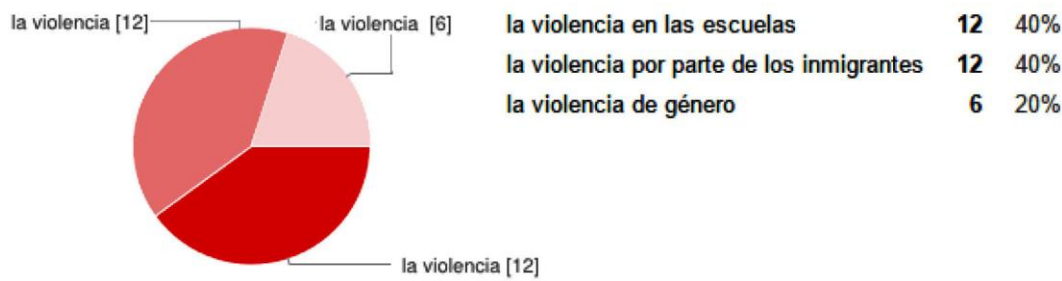 la violencia [12]
la violencia [6]
la violencia [12]
la violencia en las escuelas 12 40%
la violencia por parte de los inmigrantes 12 40%
la violencia de género 6 20%